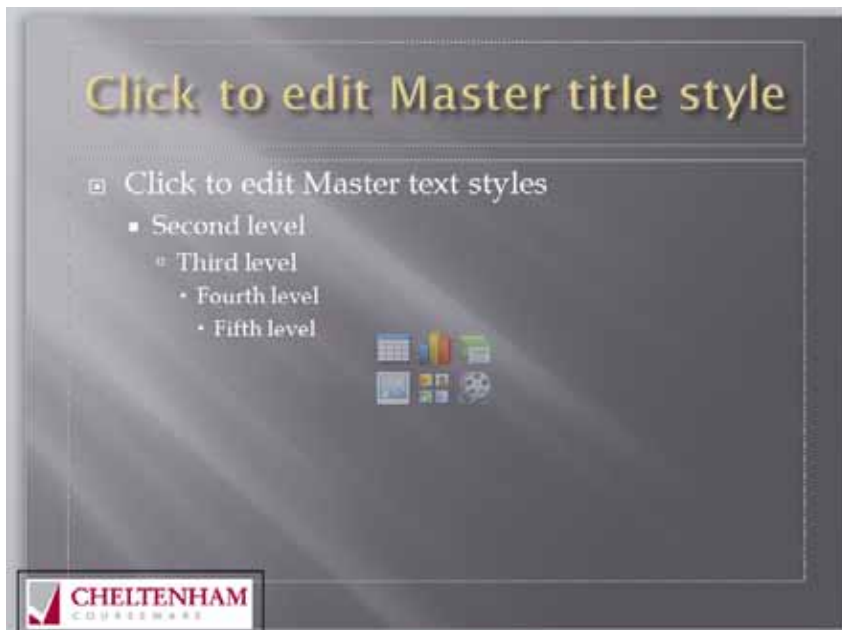 Click to edit Master title style
Click to edit Master text styles
Second level
Third level
Fourth level
Fifth level
CHELTENHAM
COURSEWARE